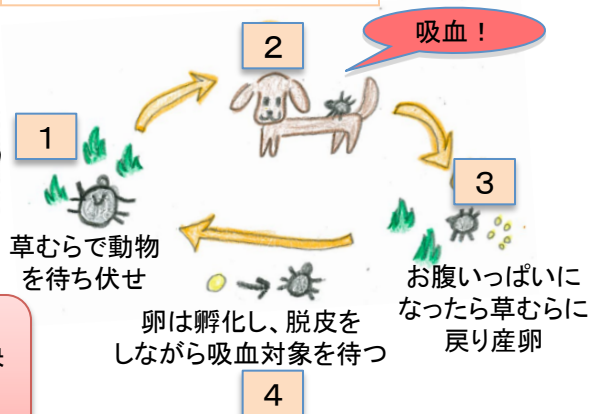 吸血！
2
1
草むらで動物
を待ち伏せ
3
お腹いっぱいに
なったら草むらに
戻り産卵
卵は孵化し、脱皮を
しながら吸血対象を待つ
4